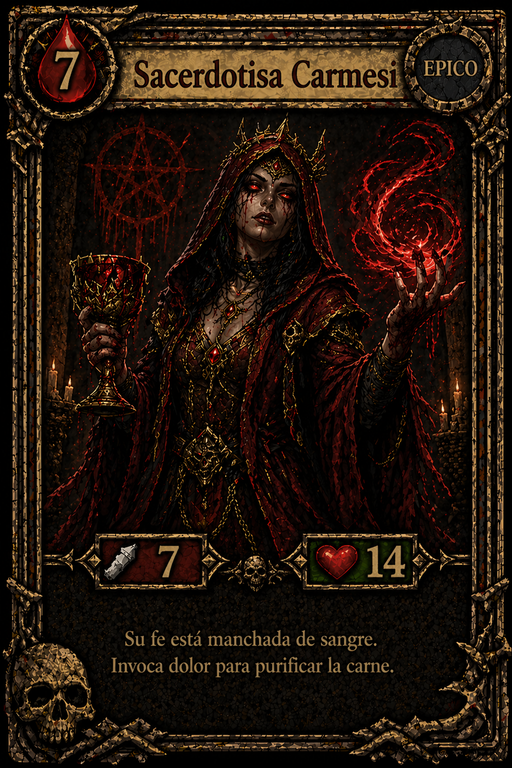 7
Sacerdotisa Carmesi
EPICO
7
14
Su fe está manchada de sangre.
Invoca dolor para purificar la carne.